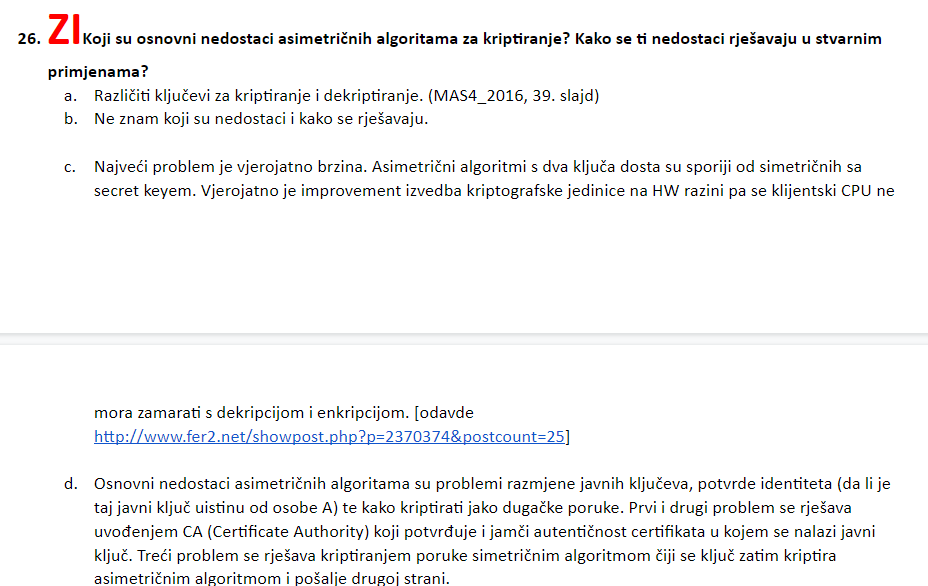 26. ZI Koji su osnovni nedostaci asimetričnih algoritama za kriptiranje? Kako se ti nedostaci rješavaju u stvarnim
primjenama?
a. Različiti ključevi za kriptiranje i dekriptiranje. (MAS4_2016, 39. slajd)
b. Ne znam koji su nedostaci i kako se rješavaju.
c. Najveći problem je vjerojatno brzina. Asimetrični algoritmi s dva ključa dosta su sporiji od simetričnih sa
secret keyem. Vjerojatno je improvement izvedba kriptografske jedinice na HW razini pa se klijentski CPU ne
mora zamarati s dekripcijom i enkripcijom. [odavde
http://www.fer2.net/showpost.php?p=2370374&postcount=25]
d. Osnovni nedostaci asimetričnih algoritama su problemi razmjene javnih ključeva, potvrde identiteta (da li je
taj javni ključ uistinu od osobe A) te kako kriptirati jako dugačke poruke. Prvi i drugi problem se rješava
uvođenjem CA (Certificate Authority) koji potvrđuje i jamči autentičnost certifikata u kojem se nalazi javni
ključ. Treći problem se rješava kriptiranjem poruke simetričnim algoritmom čiji se ključ zatim kriptira
asimetričnim algoritmom i pošalje drugoj strani.